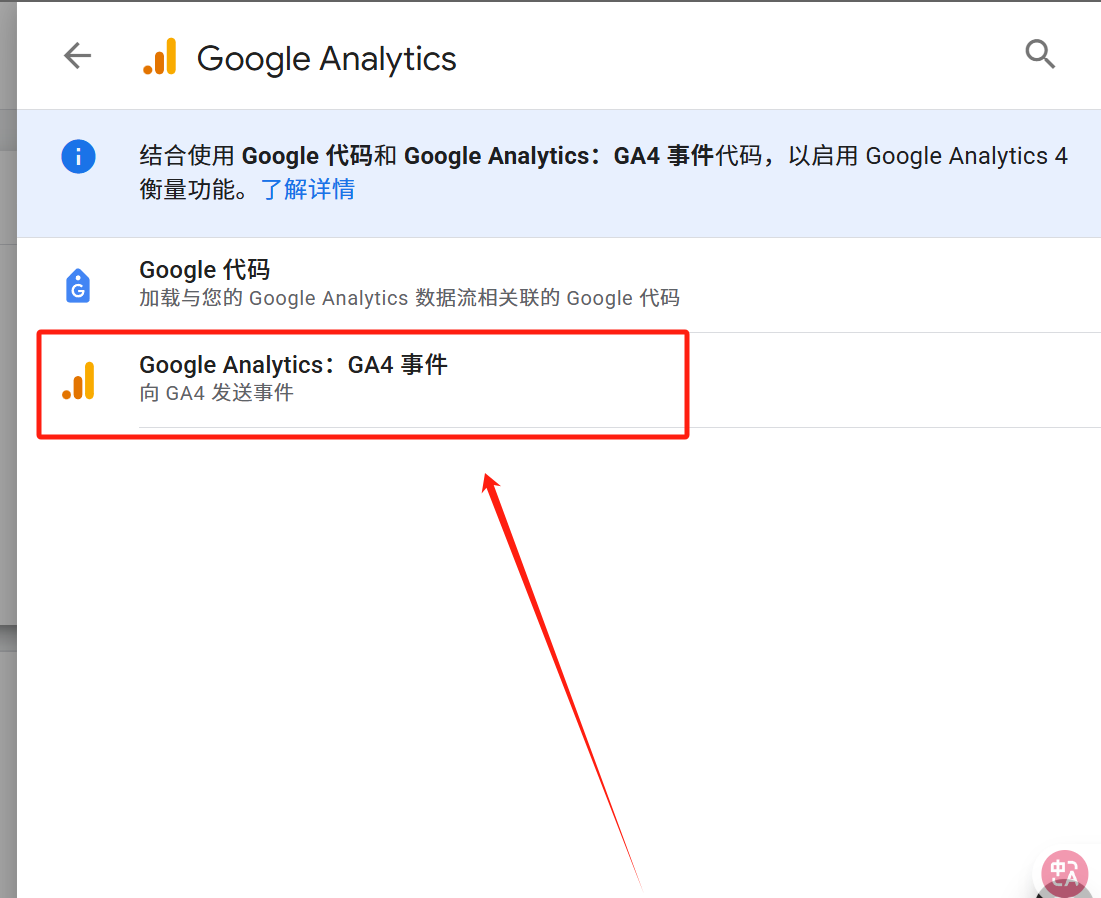 Google Analytics
结合使用 Google 代码和 Google Analytics：GA4 事件代码，以启用 Google Analytics 4
衡量功能。了解详情
Google 代码
加载与您的 Google Analytics 数据流相关联的 Google 代码
Google Analytics：GA4 事件
向 GA4 发送事件
中
A